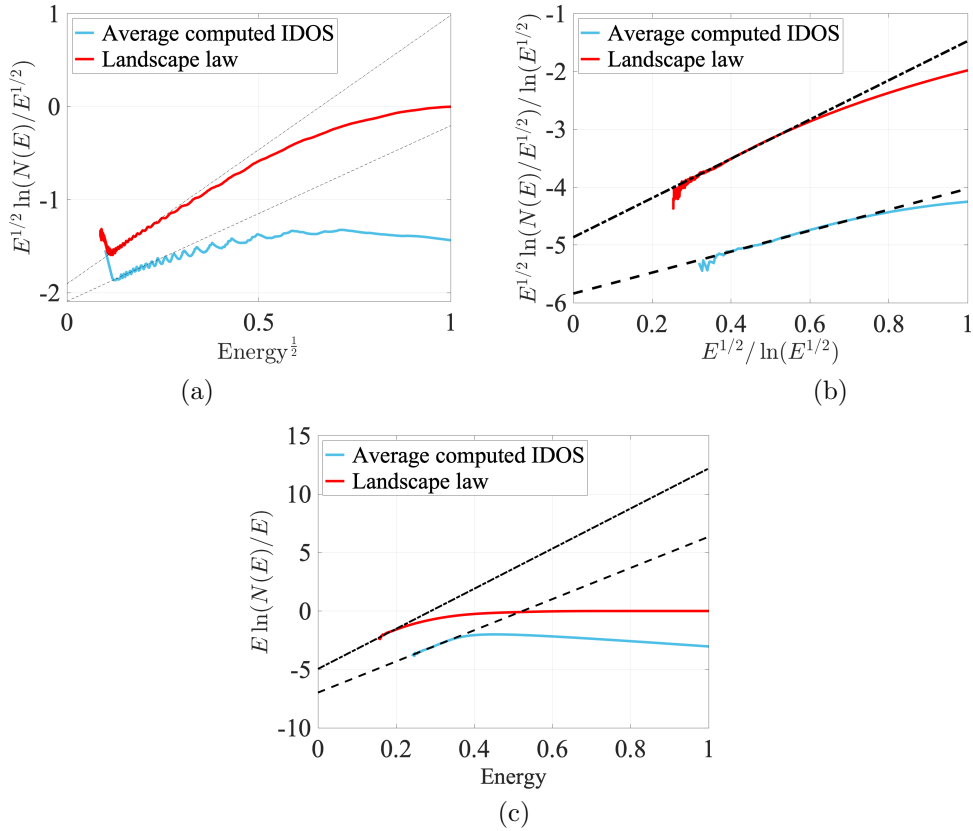 1
0
-1
-2
E^{1/2} ln(N(E)/E^{1/2})
Average computed IDOS
Landscape law
0
0.5
1
Energy^{1/2}
(a)
-1
-2
-3
-4
-5
-6
E^{1/2} ln(N(E)/E^{1/2})/ ln(E^{1/2})
Average computed IDOS
Landscape law
0
0.2
0.4
0.6
0.8
1
E^{1/2}/ ln(E^{1/2})
(b)
15
10
5
0
-5
-10
E ln(N(E)/E)
Average computed IDOS
Landscape law
0
0.2
0.4
0.6
0.8
1
Energy
(c)